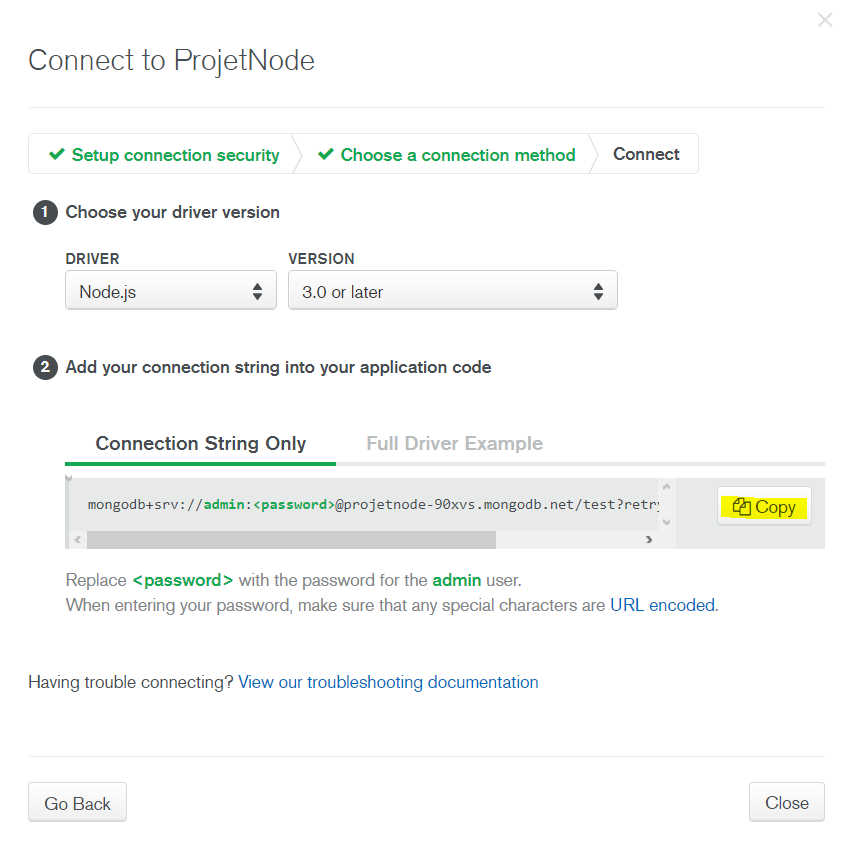 Connect to ProjetNode
Setup connection security
Choose a connection method
Connect
1 Choose your driver version
DRIVER
VERSION
Node.js
3.0 or later
2 Add your connection string into your application code
Connection String Only
Full Driver Example
mongodb+srv://admin:<password>@projetnode-90xvs.mongodb.net/test?retry
Copy
Replace <password> with the password for the admin user.
When entering your password, make sure that any special characters are URL encoded.
Having trouble connecting? View our troubleshooting documentation
Go Back
Close